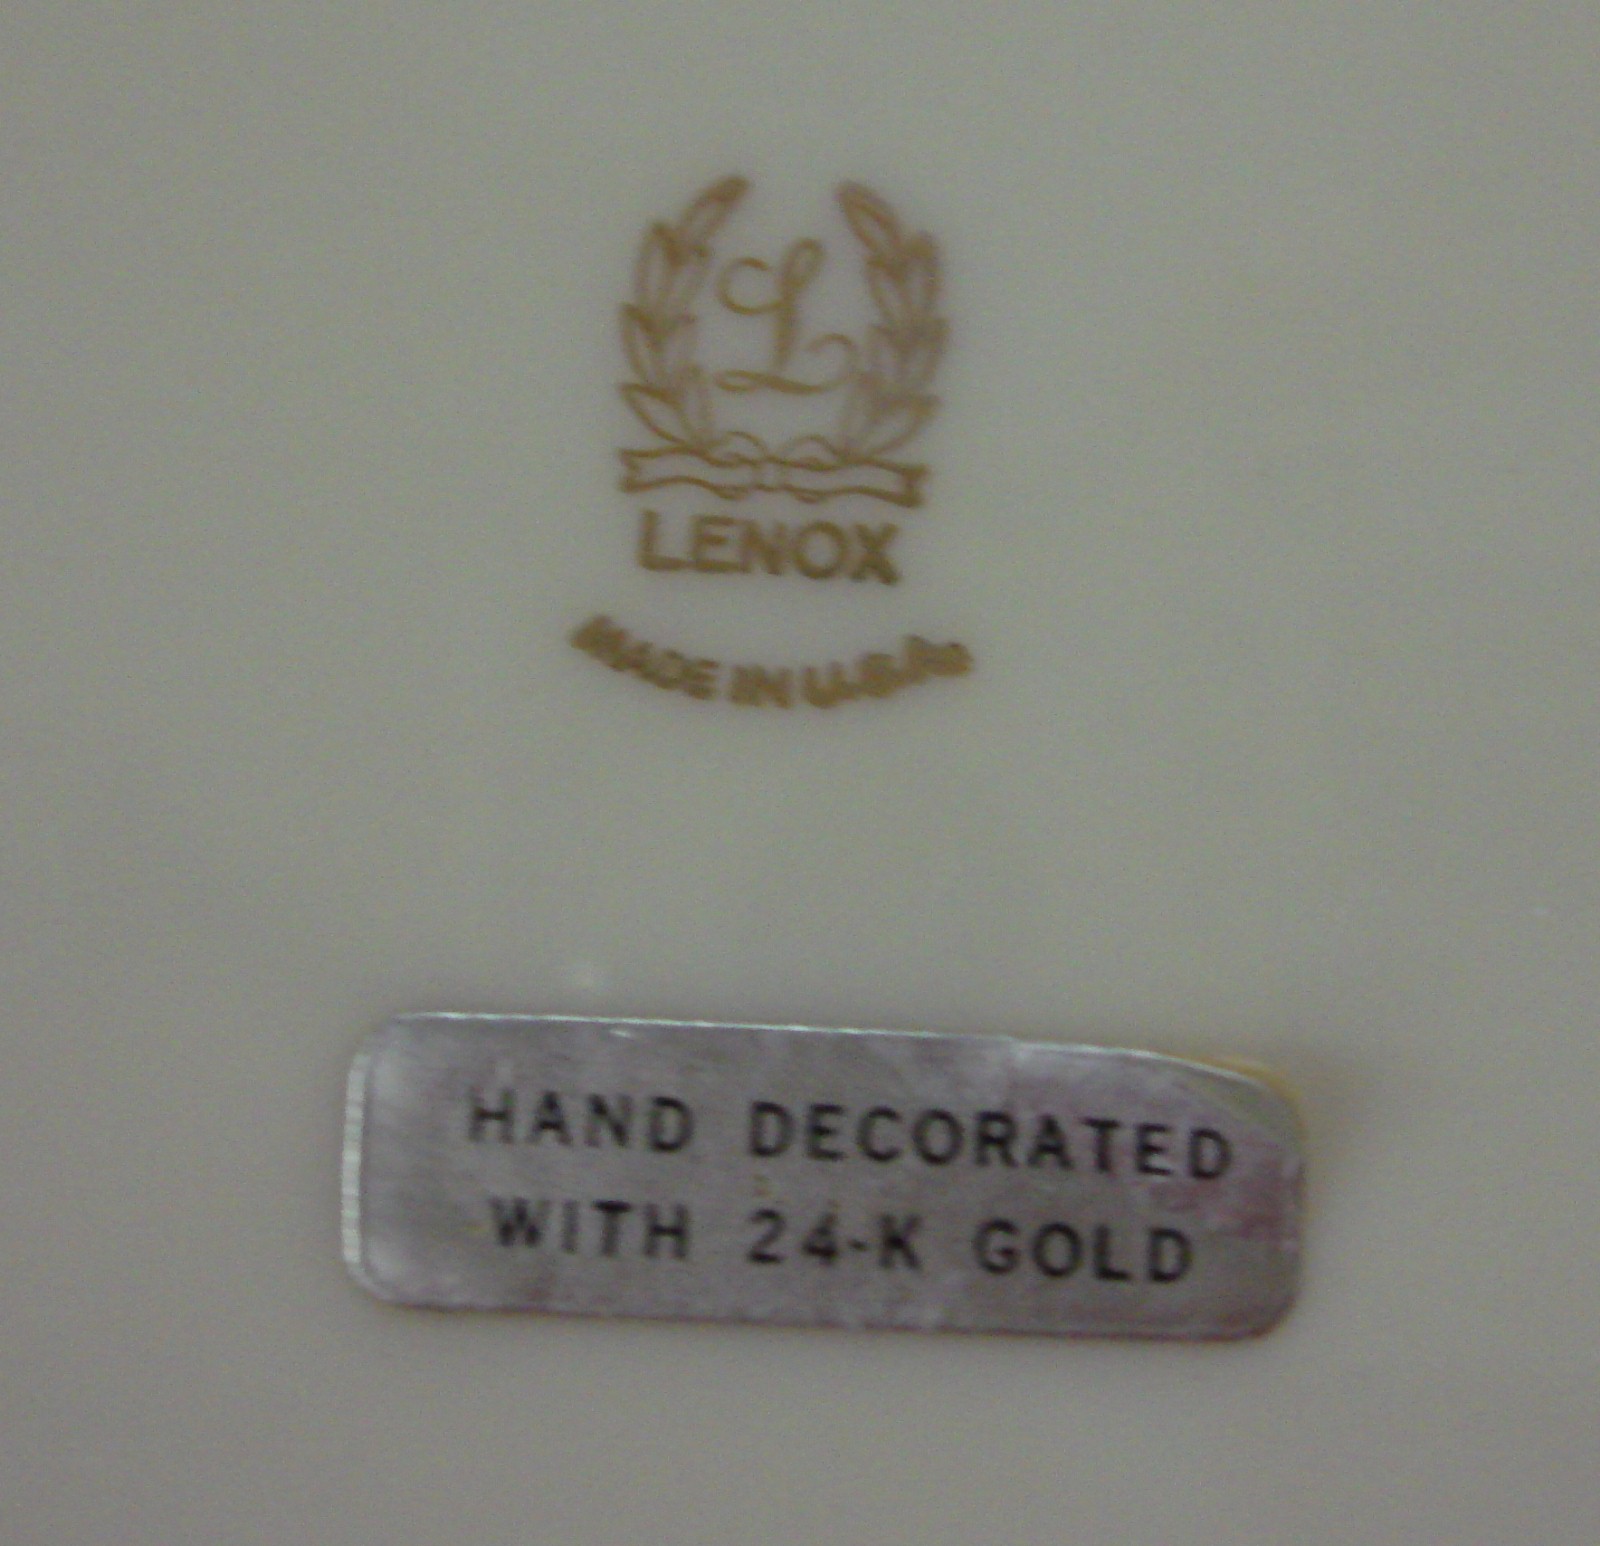 L
LENOX
MADE IN U.S.A.
HAND DECORATED
WITH 24-K GOLD